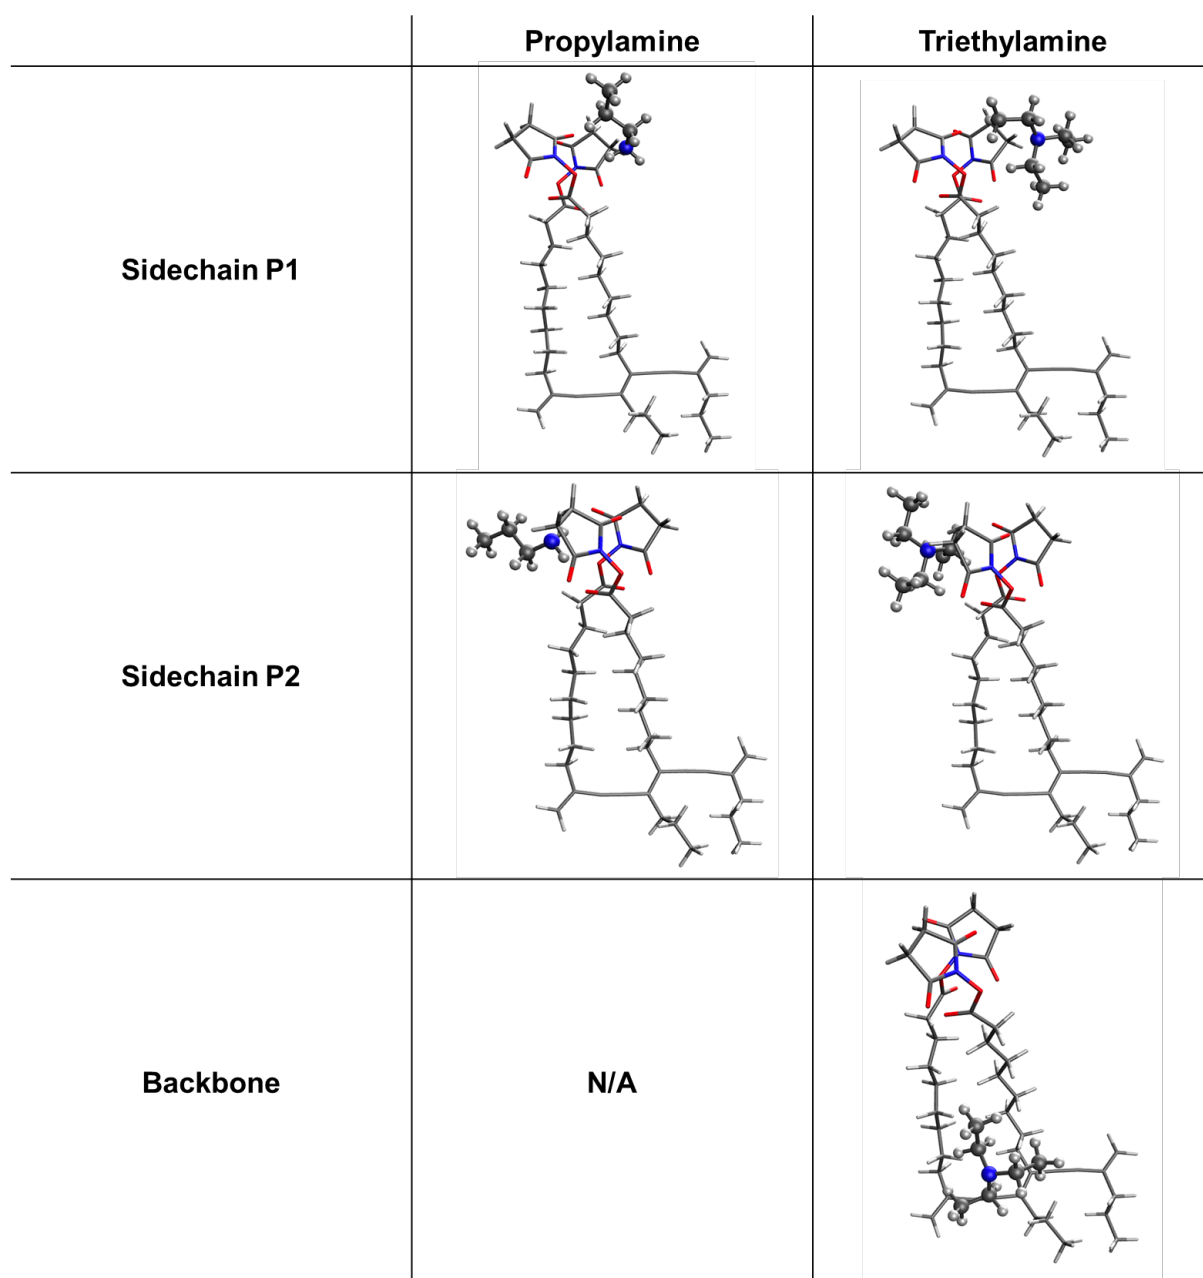 Propylamine
Triethylamine
Sidechain P1
Sidechain P2
Backbone
N/A